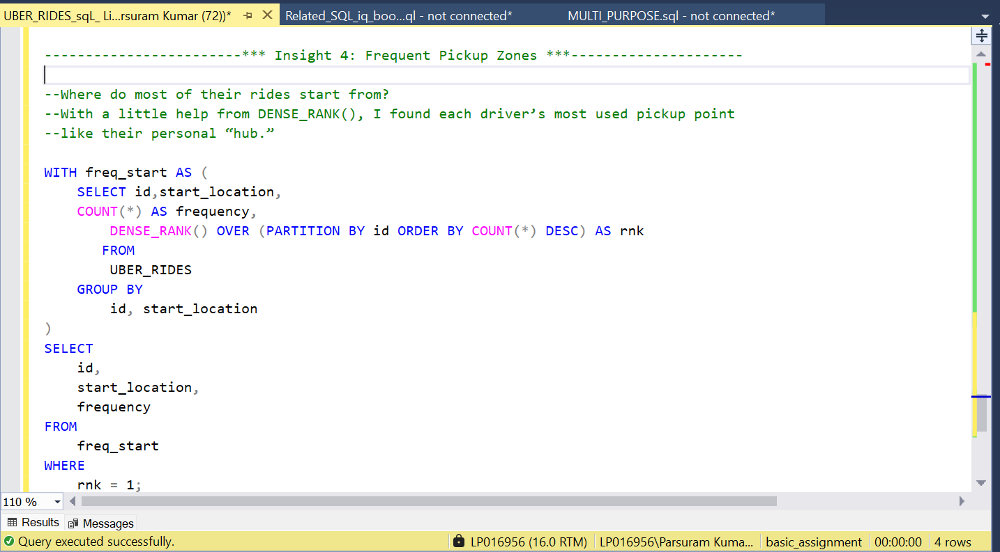 UBER_RIDES_sqL_ Li...rsuram Kumar (72))*
Related_SQL_iq_boo...ql - not connected*
MULTI_PURPOSE.sql - not connected*
------------------------*** Insight 4: Frequent Pickup Zones ***---------------------
--Where do most of their rides start from?
--With a little help from DENSE_RANK(), I found each driver’s most used pickup point
--like their personal “hub.”
WITH freq_start AS (
    SELECT id,start_location,
    COUNT(*) AS frequency,
        DENSE_RANK() OVER (PARTITION BY id ORDER BY COUNT(*) DESC) AS rnk
       FROM
        UBER_RIDES
    GROUP BY
        id, start_location
)
SELECT
    id,
    start_location,
    frequency
FROM
    freq_start
WHERE
    rnk = 1;
110 %
Results
Messages
Query executed successfully.
LP016956 (16.0 RTM)
LP016956\Parsuram Kuma...
basic_assignment
00:00:00
4 rows